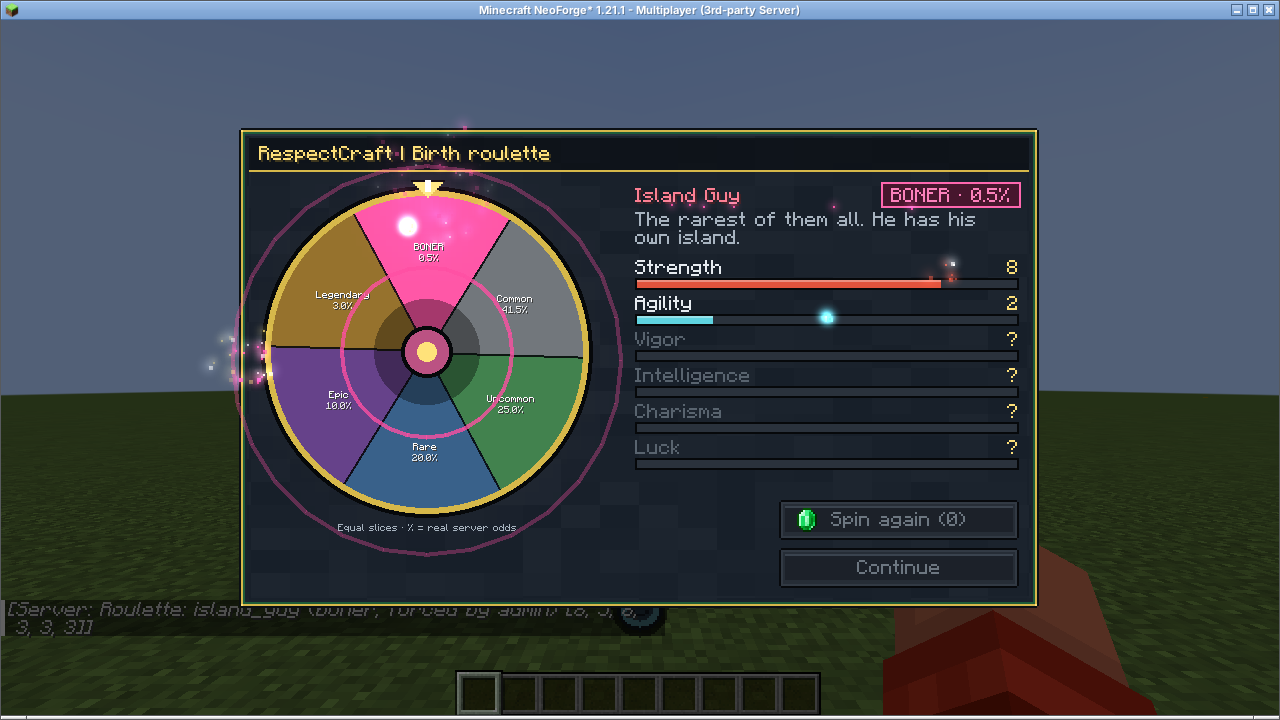 Minecraft NeoForge* 1.21.1 - Multiplayer (3rd-party Server)
RespectCraft | Birth roulette
BONER
0.5%
Legendary
3.0%
Common
41.5%
Epic
10.0%
Uncommon
25.0%
Rare
20.0%
Equal slices · % = real server odds
Island Guy
BONER · 0.5%
The rarest of them all. He has his
own island.
Strength 8
Agility 2
Vigor ?
Intelligence ?
Charisma ?
Luck ?
Spin again (0)
Continue
[Server: Roulette: island_guy (boner, forced by admin)
3, 3, 3]]